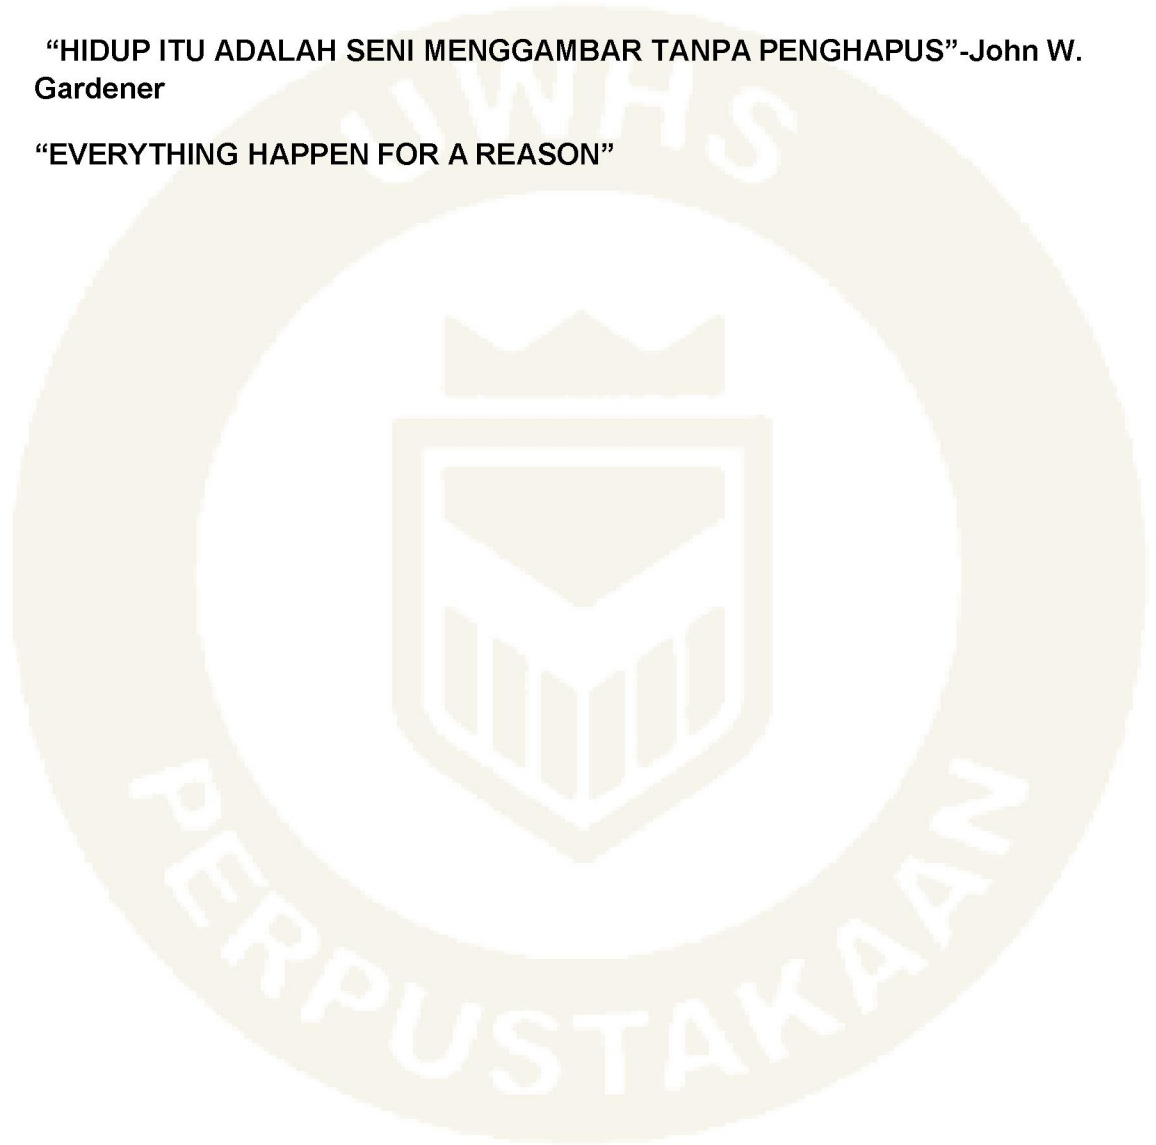 “HIDUP ITU ADALAH SENI MENGGAMBAR TANPA PENGHAPUS”-John W.
Gardener
“EVERYTHING HAPPEN FOR A REASON”
UWHS
PERPUSTAKAAN